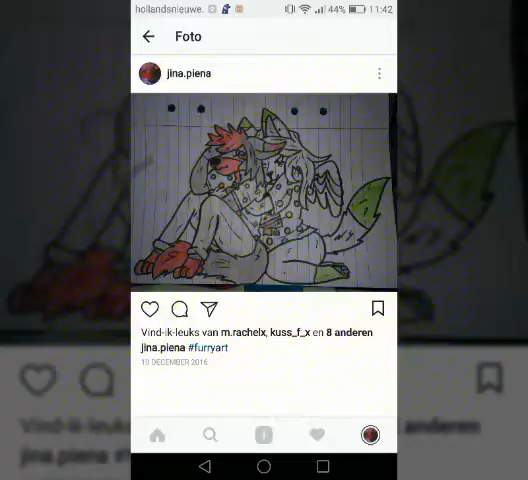 hollandsnieuwe. 44% 11:42
Foto
jina.piena
Vind-ik-leuks van m.rachelx, kuss_f_x en 8 anderen
jina.piena #furryart
10 DECEMBER 2016